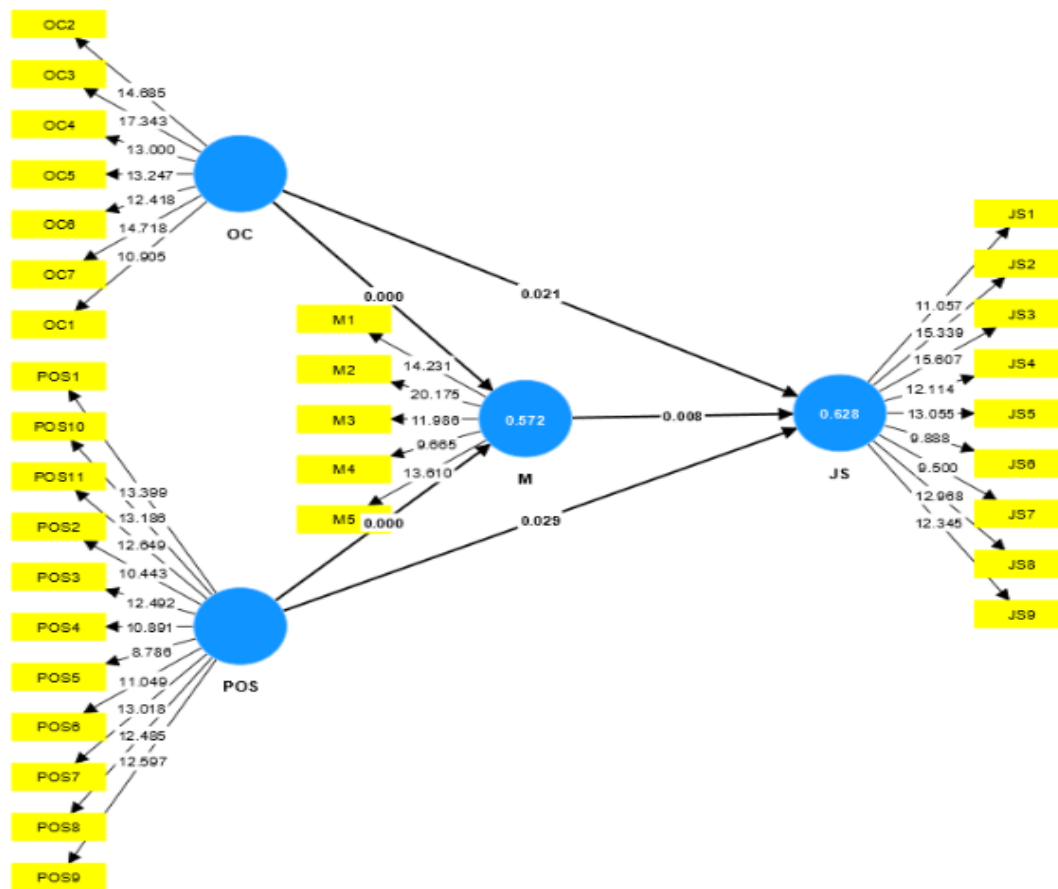 OC2
OC3
OC4
OC5
OC6
OC7
OC1
14.685
17.343
13.000
13.247
12.418
14.718
10.905
OC
POS1
POS10
POS11
POS2
POS3
POS4
POS5
POS6
POS7
POS8
POS9
13.399
13.186
12.649
10.443
12.492
10.891
8.786
11.049
13.018
12.485
12.597
POS
0.000
0.021
M1
M2
M3
M4
M5
14.231
20.175
11.986
9.665
13.610
0.000
0.572
M
0.008
0.029
0.628
JS
11.057
15.339
15.607
12.114
13.055
9.888
9.500
12.968
12.345
JS1
JS2
JS3
JS4
JS5
JS6
JS7
JS8
JS9